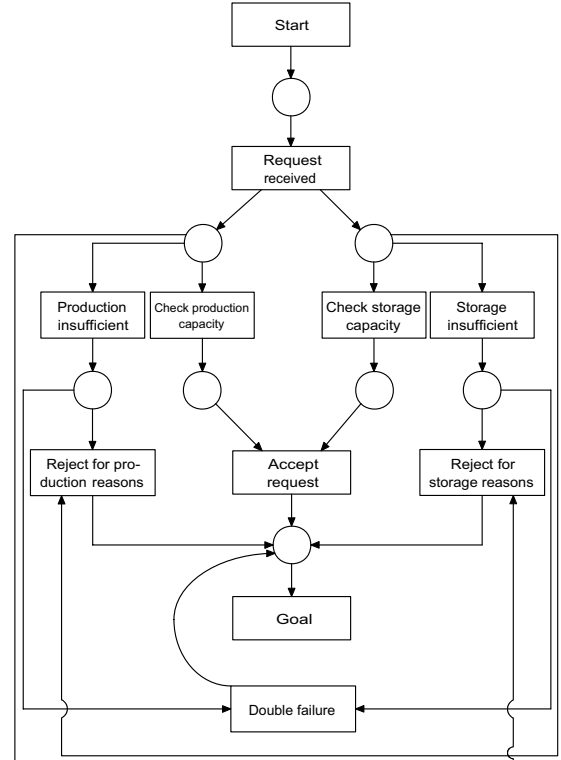 Start
Request
received
Production
insufficient
Check production
capacity
Check storage
capacity
Storage
insufficient
Reject for pro-
duction reasons
Accept
request
Reject for
storage reasons
Goal
Double failure